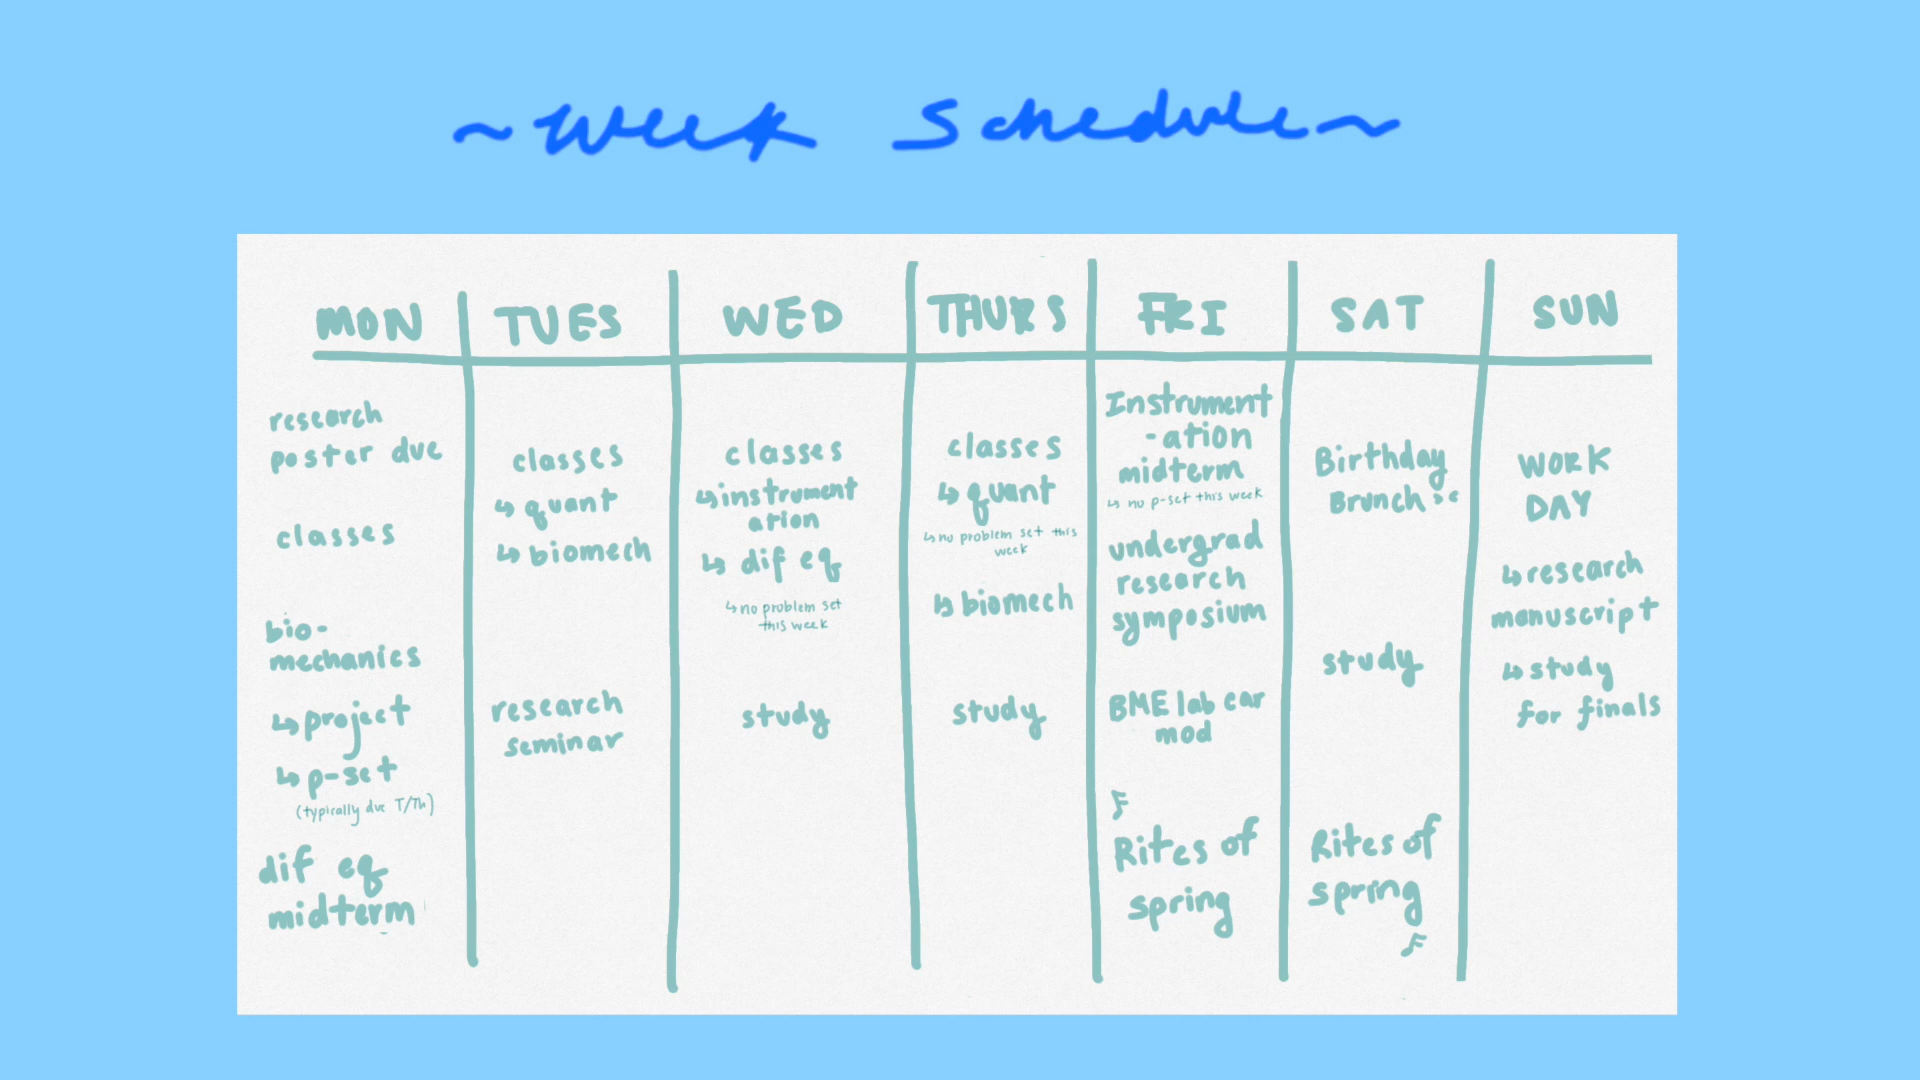 ~Week Schedule~
MON
research
poster due
classes
bio-
mechanics
↳ project
↳ p-set
(typically due T/Th)
dif eq
midterm
TUES
classes
↳ quant
↳ biomech
research
seminar
WED
classes
↳ instrument
ation
↳ dif eq
↳ no problem set
this week
study
THURS
classes
↳ quant
↳ no problem set this
week
↳ biomech
study
FRI
Instrument
-ation
midterm
↳ no p-set this week
undergrad
research
symposium
BME lab car
mod
Rites of
spring
SAT
Birthday
Brunch
study
Rites of
spring
SUN
WORK
DAY
↳ research
manuscript
↳ study
for finals